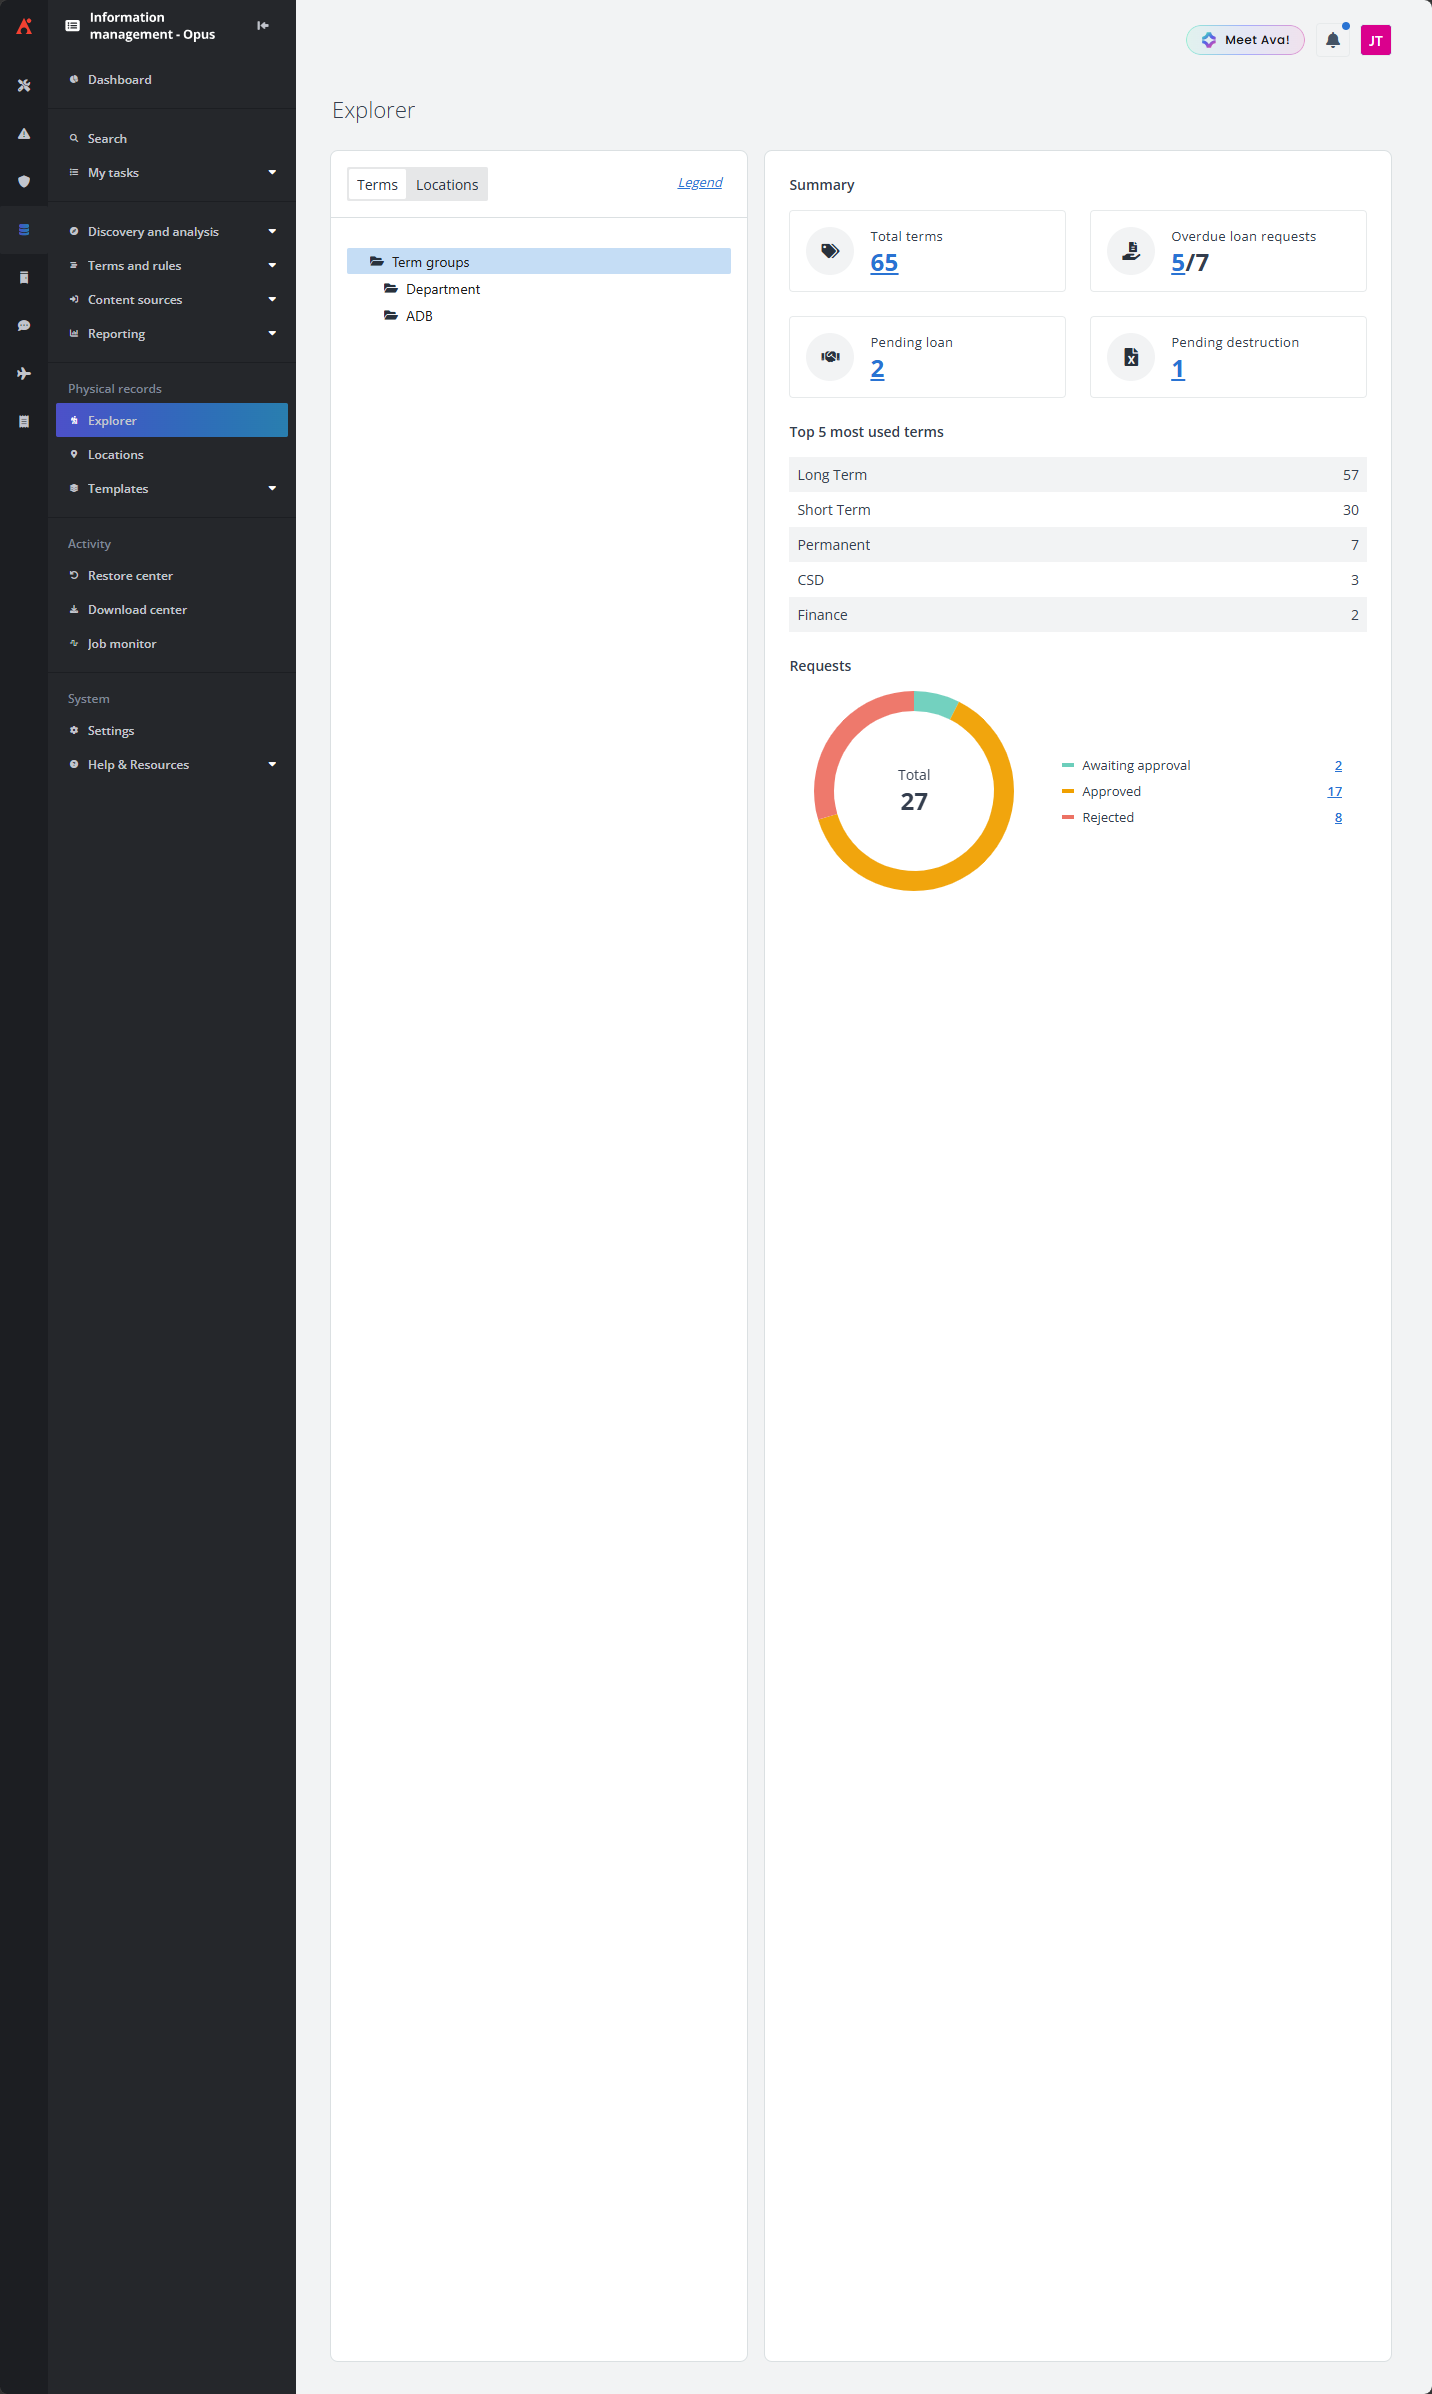 Information
management - Opus
Dashboard
Search
My tasks
Discovery and analysis
Terms and rules
Content sources
Reporting
Physical records
Explorer
Locations
Templates
Activity
Restore center
Download center
Job monitor
System
Settings
Help & Resources
Meet Ava!
JT
Explorer
Terms
Locations
Legend
Term groups
Department
ADB
Summary
Total terms
65
Overdue loan requests
5/7
Pending loan
2
Pending destruction
1
Top 5 most used terms
Long Term 57
Short Term 30
Permanent 7
CSD 3
Finance 2
Requests
Total
27
Awaiting approval 2
Approved 17
Rejected 8